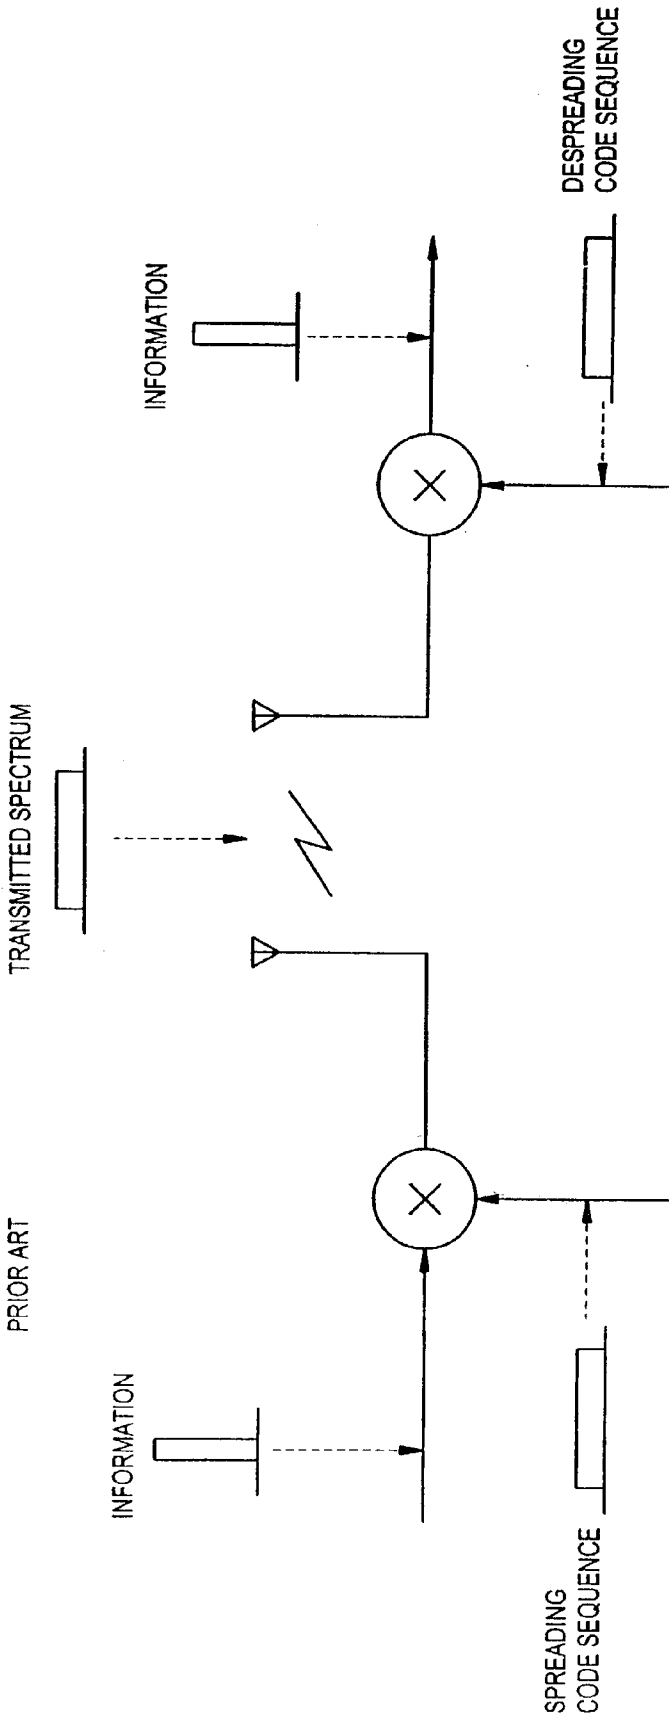 PRIOR ART
INFORMATION
SPREADING
CODE SEQUENCE
TRANSMITTED SPECTRUM
INFORMATION
DESPREADING
CODE SEQUENCE